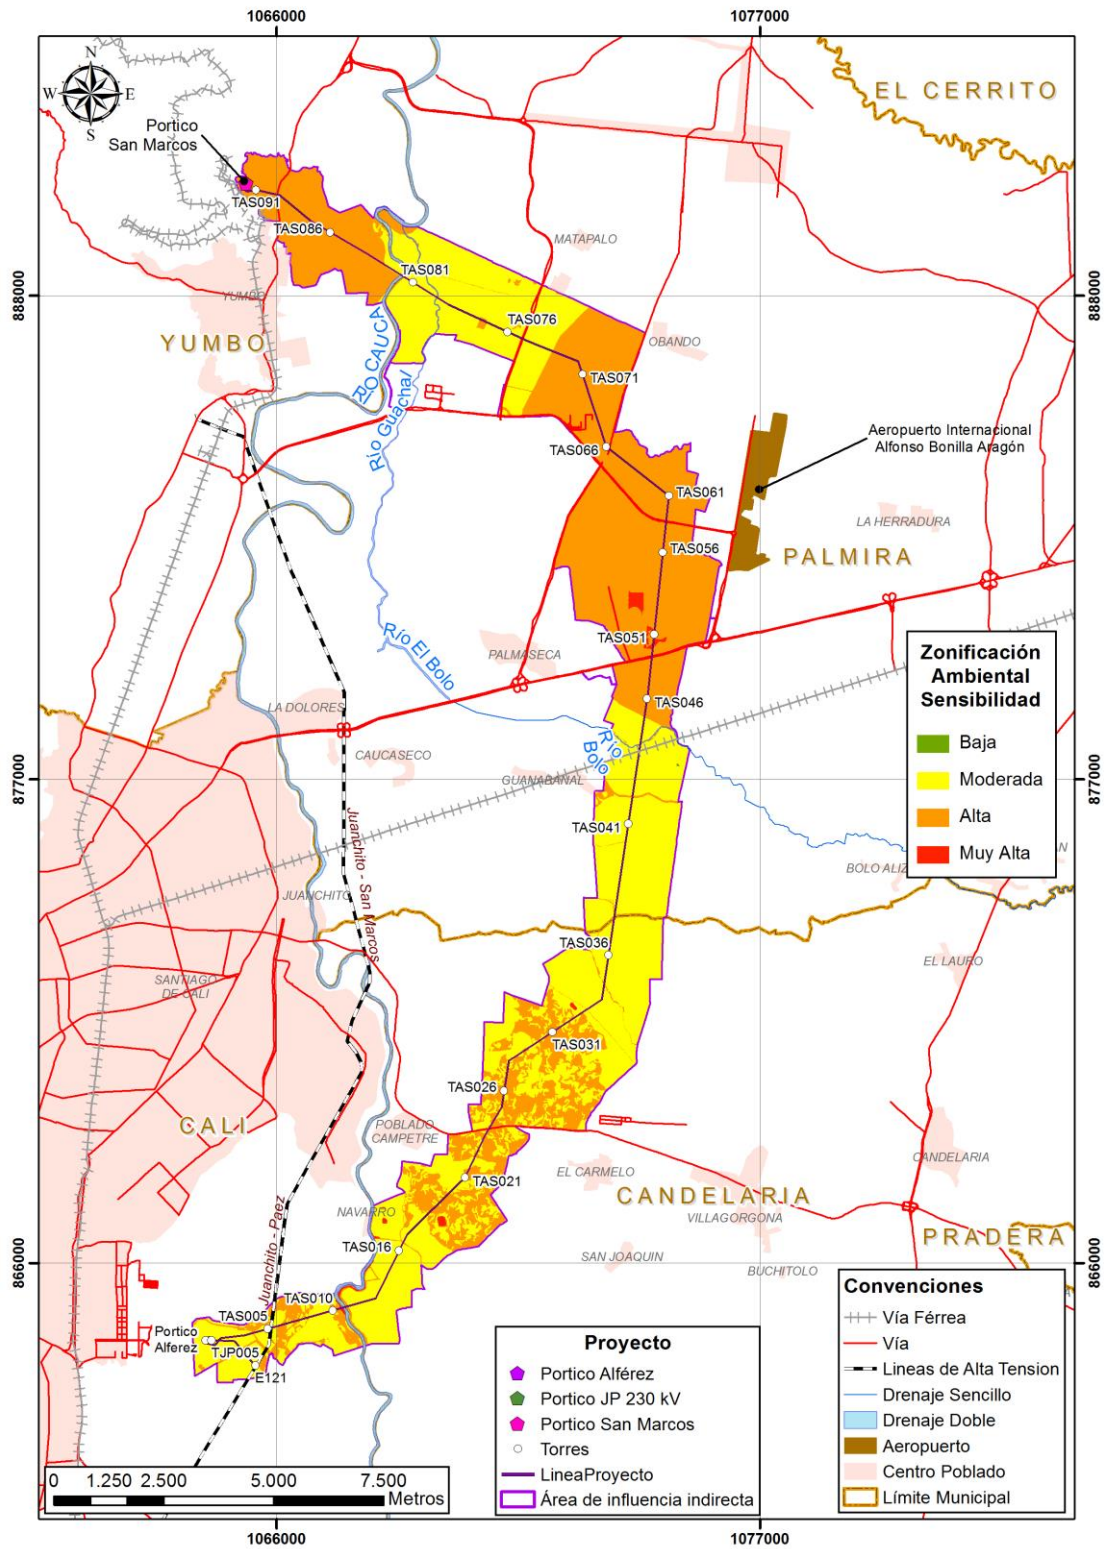 1066000
1077000
N
W
E
S
EL CERRITO
Portico
San Marcos
TAS091
TAS086
MATAPALO
TAS081
888000
888000
YUMBO
TAS076
RÍO CAUCA
YUMBO
OBANDO
TAS071
Río Guachal
Aeropuerto Internacional
Alfonso Bonilla Aragón
TAS066
TAS061
LA HERRADURA
TAS056
PALMIRA
Río El Bolo
TAS051
PALMASECA
TAS046
LA DOLORES
Río
Bolo
CAUCASECO
GUANABANAL
877000
877000
Zonificación
Ambiental
Sensibilidad
Baja
Moderada
Alta
Muy Alta
TAS041
Juanchito - San Marcos
BOLO ALIZ
N
JUANCHITO
TAS036
EL LAURO
SANTIAGO
DE CALI
TAS031
TAS026
CALI
POBLADO
CAMPETRE
CANDELARIA
EL CARMELO
TAS021
CANDELARIA
NAVARRO
VILLAGORGONA
Juanchito - Paez
TAS016
SAN JOAQUIN
PRADERA
866000
866000
BUCHITOLO
TAS010
TAS005
Portico
Alferez
TJP005
E121
Proyecto
Portico Alférez
Portico JP 230 kV
Portico San Marcos
Torres
LineaProyecto
Área de influencia indirecta
Convenciones
Vía Férrea
Vía
Lineas de Alta Tension
Drenaje Sencillo
Drenaje Doble
Aeropuerto
Centro Poblado
Límite Municipal
0 1.250 2.500 5.000 7.500
Metros
1066000
1077000